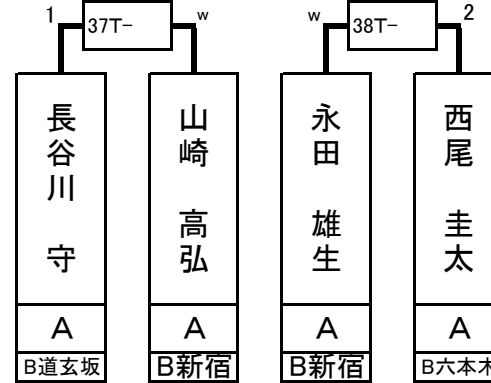 1 37T- w w 38T- 2
長谷川 守
山崎 高弘
永田 雄生
西尾 圭太
A A A A
B道玄坂 B新宿 B新宿 B六本木